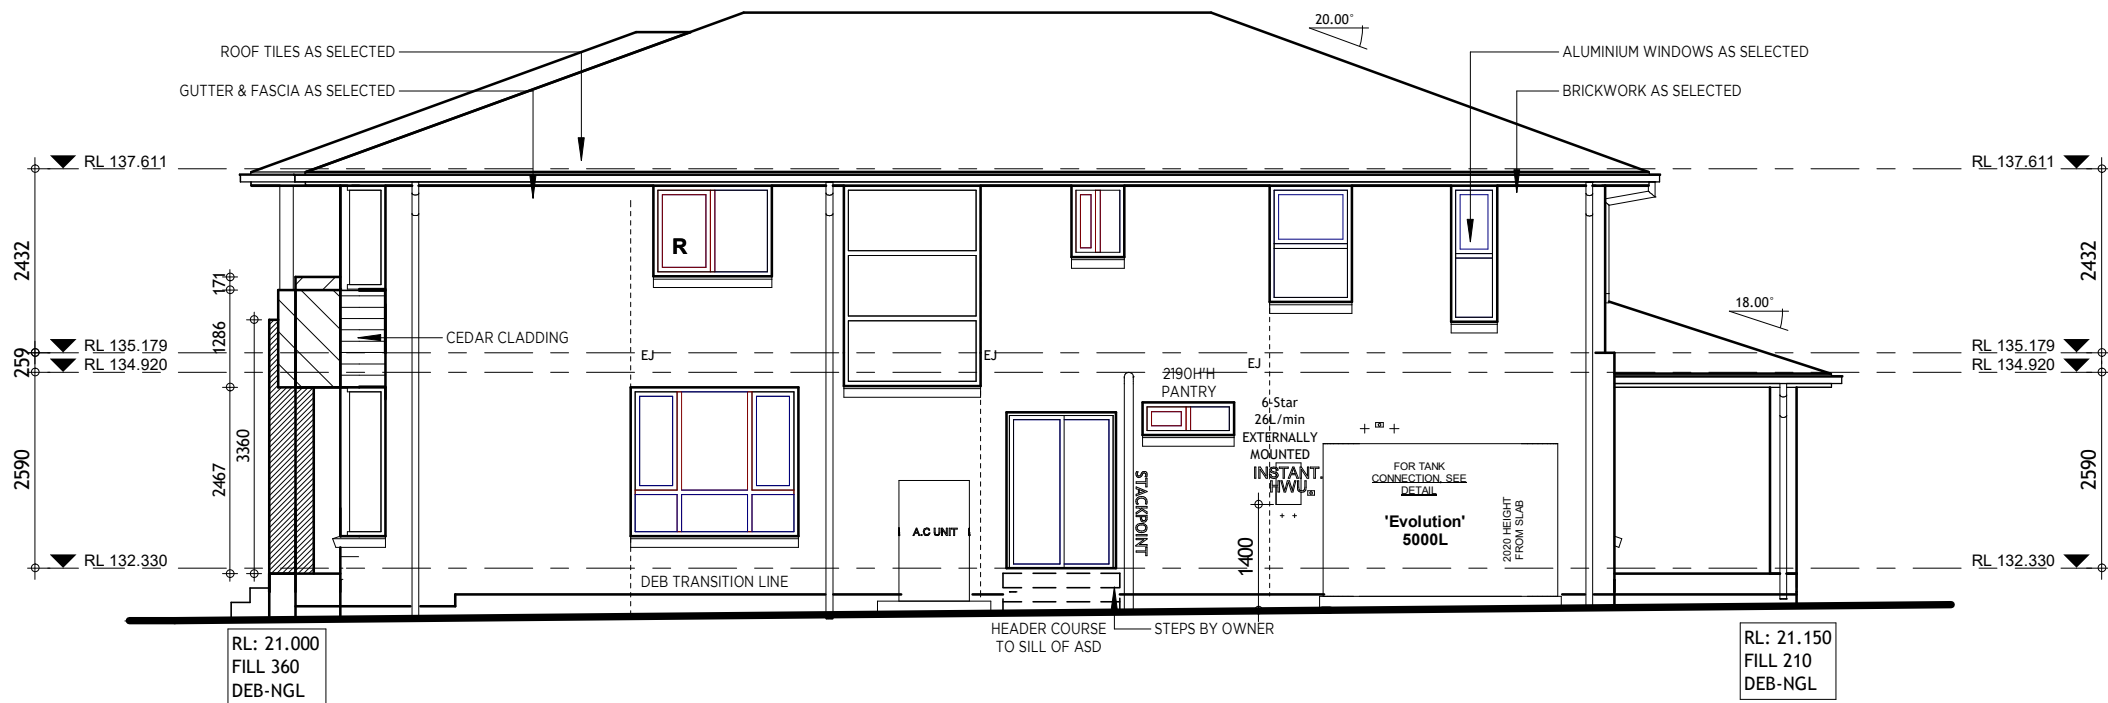 20.00°
ROOF TILES AS SELECTED
ALUMINIUM WINDOWS AS SELECTED
GUTTER & FASCIA AS SELECTED
BRICKWORK AS SELECTED
RL 137.611
RL 137.611
2432
171
1286
R
2432
18.00°
CEDAR CLADDING
RL 135.179
259
RL 134.920
EJ
EJ
EJ
RL 135.179
259
RL 134.920
2190H'H
PANTRY
6-Star
26L/min
EXTERNALLY
MOUNTED
INSTANT.
HWU
2590
2467
3360
STACKPOINT
A.C UNIT
1400
FOR TANK
CONNECTION, SEE
DETAIL
'Evolution'
5000L
2020 HEIGHT
FROM SLAB
2590
RL 132.330
RL 132.330
DEB TRANSITION LINE
HEADER COURSE
TO SILL OF ASD
STEPS BY OWNER
RL: 21.000
FILL 360
DEB-NGL
RL: 21.150
FILL 210
DEB-NGL